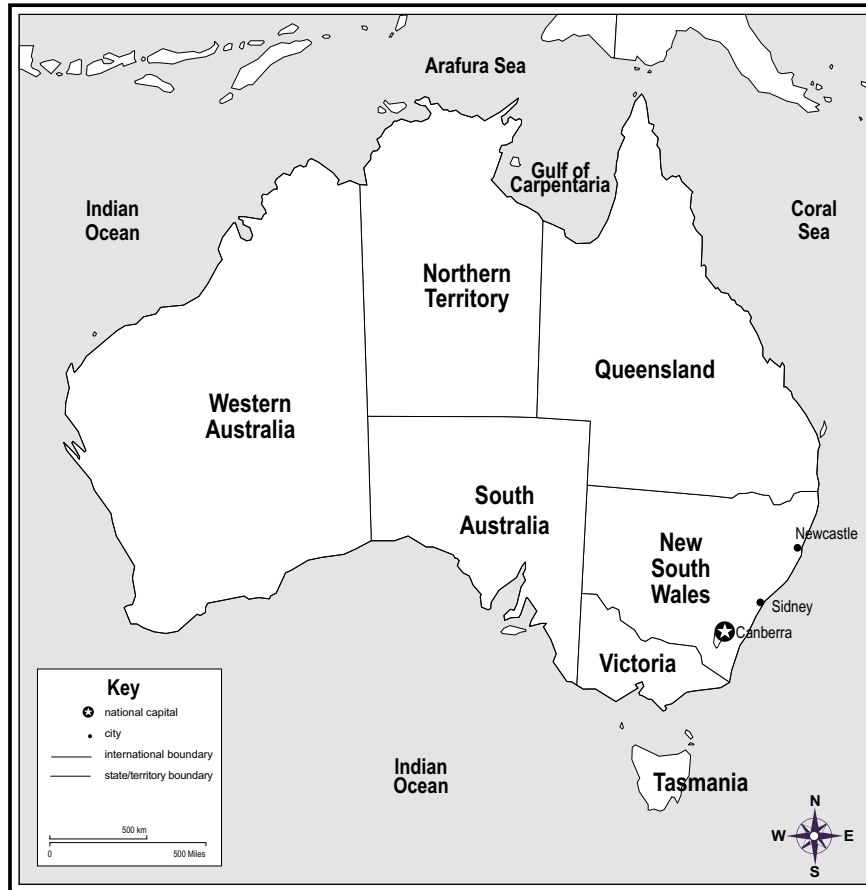 Arafura Sea
Gulf of
Carpentaria
Indian
Ocean
Coral
Sea
Northern
Territory
Queensland
Western
Australia
South
Australia
Newcastle
New
South
Wales
Sidney
Canberra
Victoria
Tasmania
Indian
Ocean
Key
national capital
city
international boundary
state/territory boundary
500 km
0
500 Miles
N
W
E
S